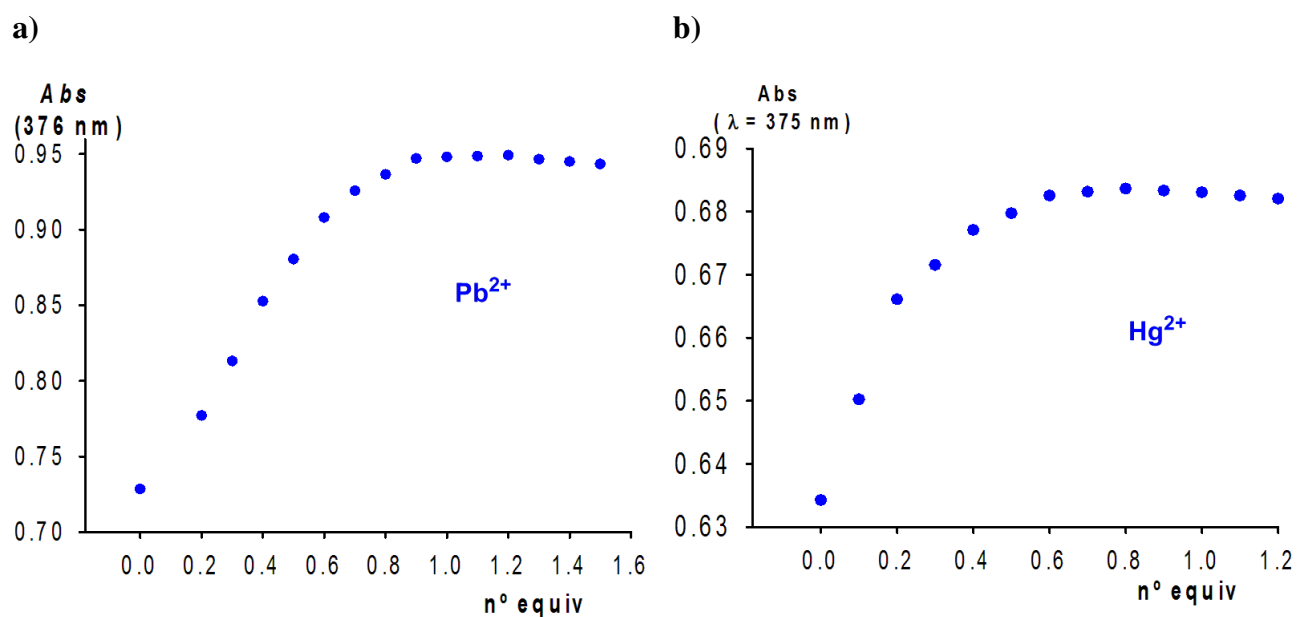 a)
Abs
(376 nm)
0.95
0.90
0.85
0.80
0.75
0.70
Pb²⁺
0.0 0.2 0.4 0.6 0.8 1.0 1.2 1.4 1.6
nº equiv
b)
Abs
( λ = 375 nm)
0.69
0.68
0.67
0.66
0.65
0.64
0.63
Hg²⁺
0.0 0.2 0.4 0.6 0.8 1.0 1.2
nº equiv